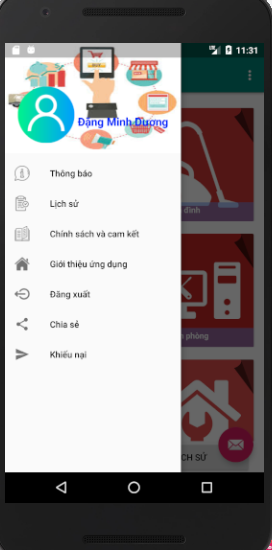 11:31
Đặng Minh Dương
Thông báo
Lịch sử
Chính sách và cam kết
Giới thiệu ứng dụng
Đăng xuất
Chia sẻ
Khiếu nại
đình
phòng
CH SỬ